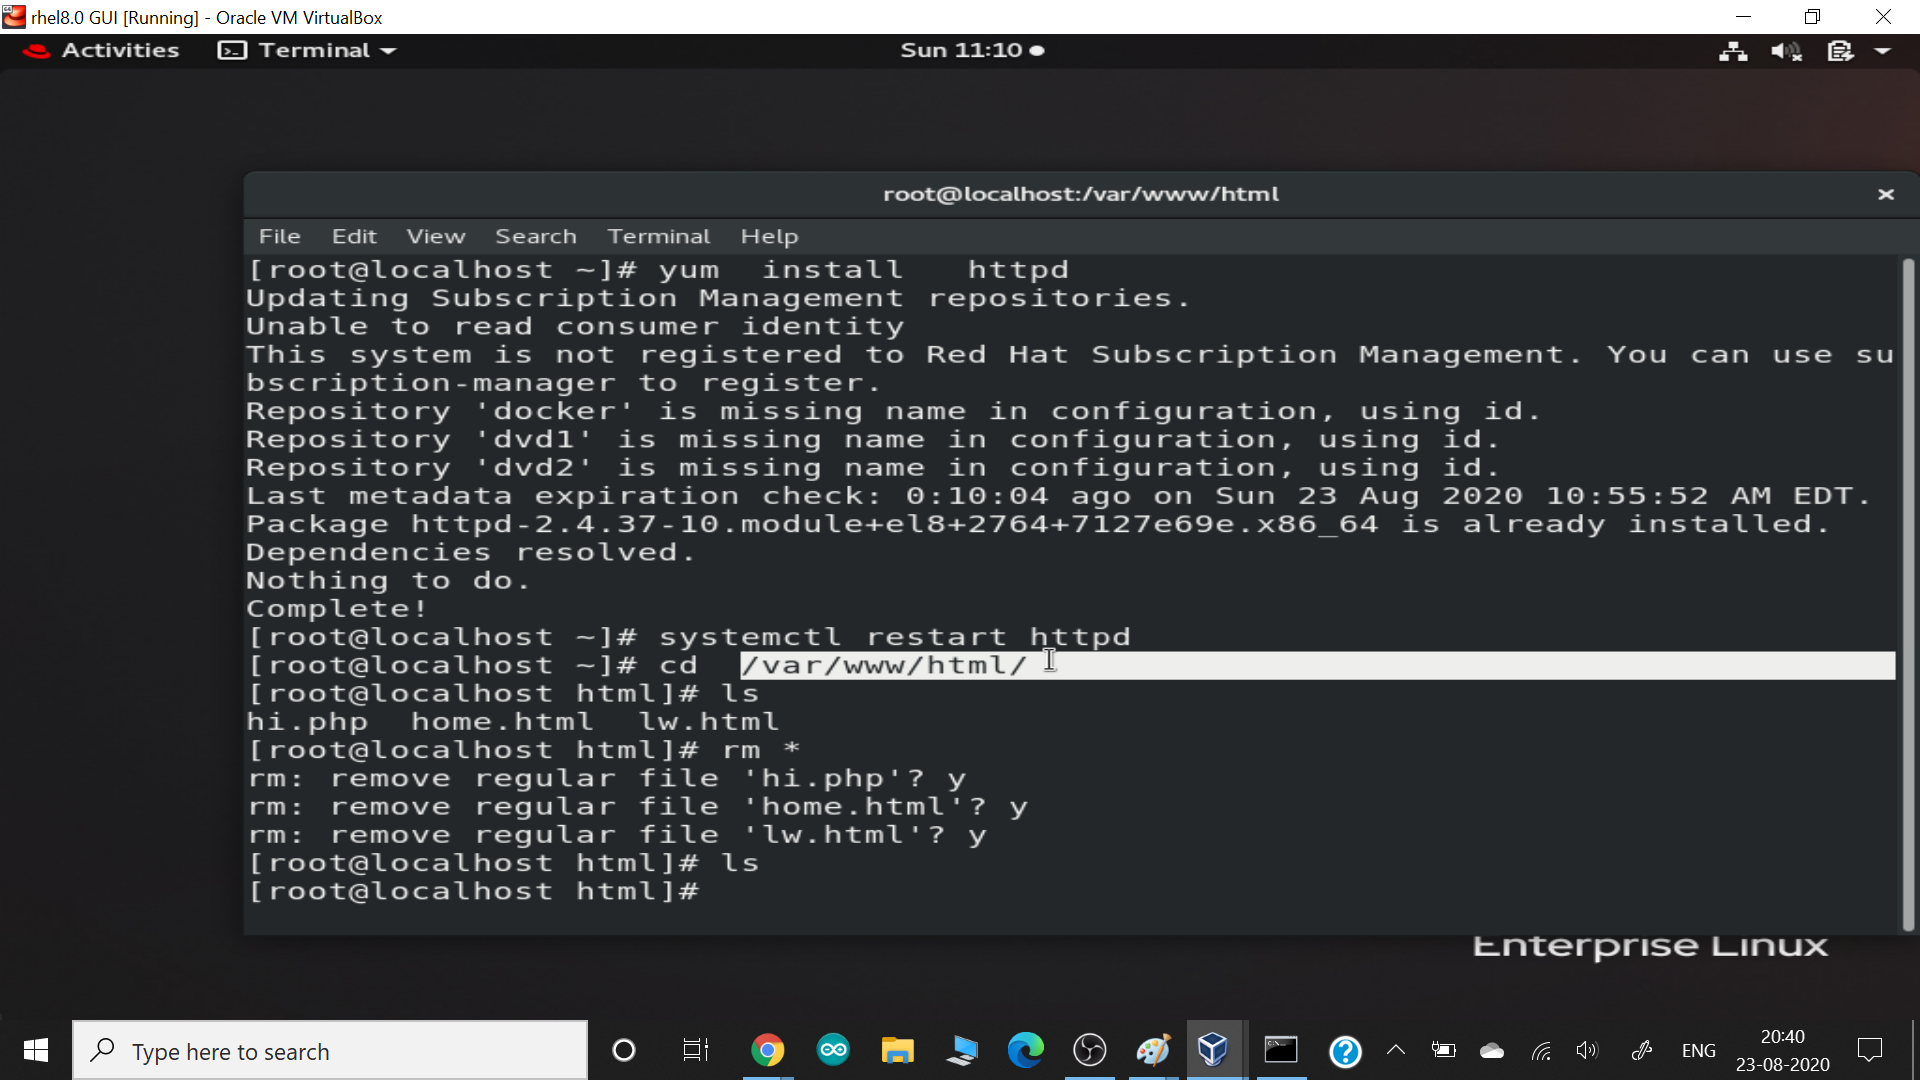 rhel8.0 GUI [Running] - Oracle VM VirtualBox
Activities Terminal Sun 11:10
root@localhost:/var/www/html
File Edit View Search Terminal Help
[root@localhost ~]# yum  install   httpd
Updating Subscription Management repositories.
Unable to read consumer identity
This system is not registered to Red Hat Subscription Management. You can use su
bscription-manager to register.
Repository 'docker' is missing name in configuration, using id.
Repository 'dvd1' is missing name in configuration, using id.
Repository 'dvd2' is missing name in configuration, using id.
Last metadata expiration check: 0:10:04 ago on Sun 23 Aug 2020 10:55:52 AM EDT.
Package httpd-2.4.37-10.module+el8+2764+7127e69e.x86_64 is already installed.
Dependencies resolved.
Nothing to do.
Complete!
[root@localhost ~]# systemctl restart httpd
[root@localhost ~]# cd  /var/www/html/
[root@localhost html]# ls
hi.php  home.html  lw.html
[root@localhost html]# rm *
rm: remove regular file 'hi.php'? y
rm: remove regular file 'home.html'? y
rm: remove regular file 'lw.html'? y
[root@localhost html]# ls
[root@localhost html]#
Enterprise Linux
Type here to search
ENG
20:40
23-08-2020